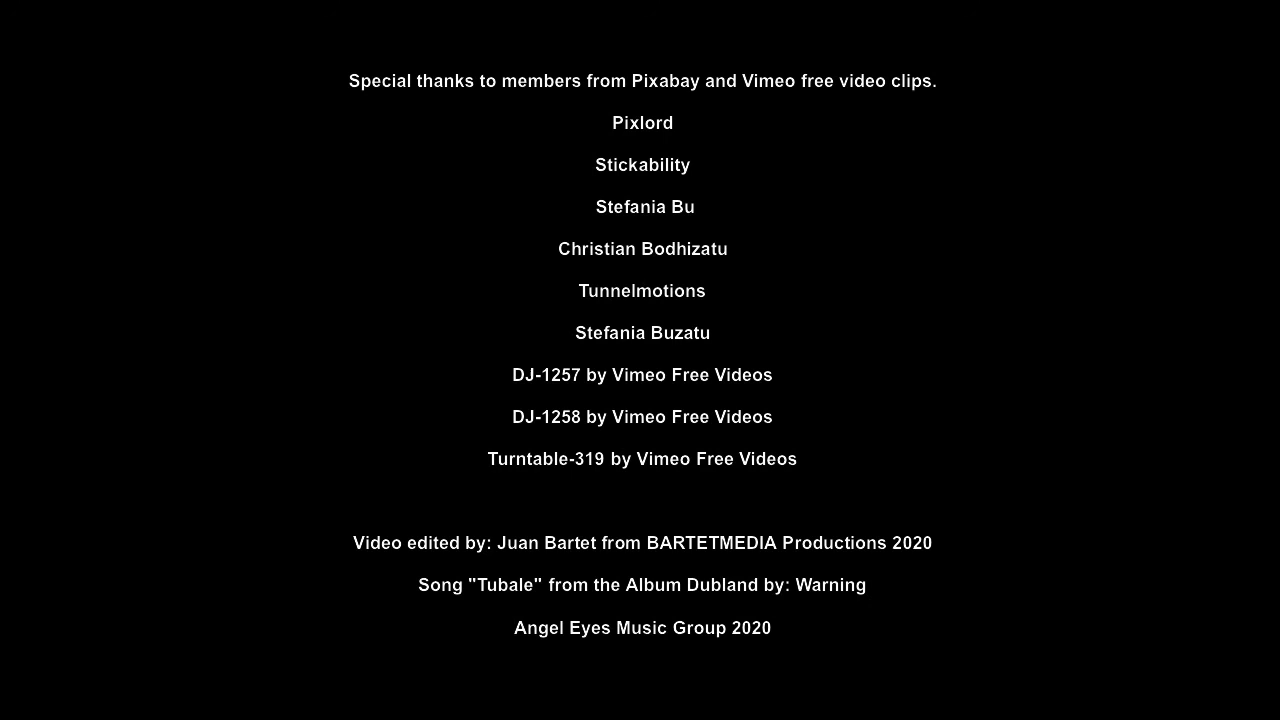 Special thanks to members from Pixabay and Vimeo free video clips.
Pixlord
Stickability
Stefania Bu
Christian Bodhizatu
Tunnelmotions
Stefania Buzatu
DJ-1257 by Vimeo Free Videos
DJ-1258 by Vimeo Free Videos
Turntable-319 by Vimeo Free Videos
Video edited by: Juan Bartet from BARTETMEDIA Productions 2020
Song "Tubale" from the Album Dubland by: Warning
Angel Eyes Music Group 2020